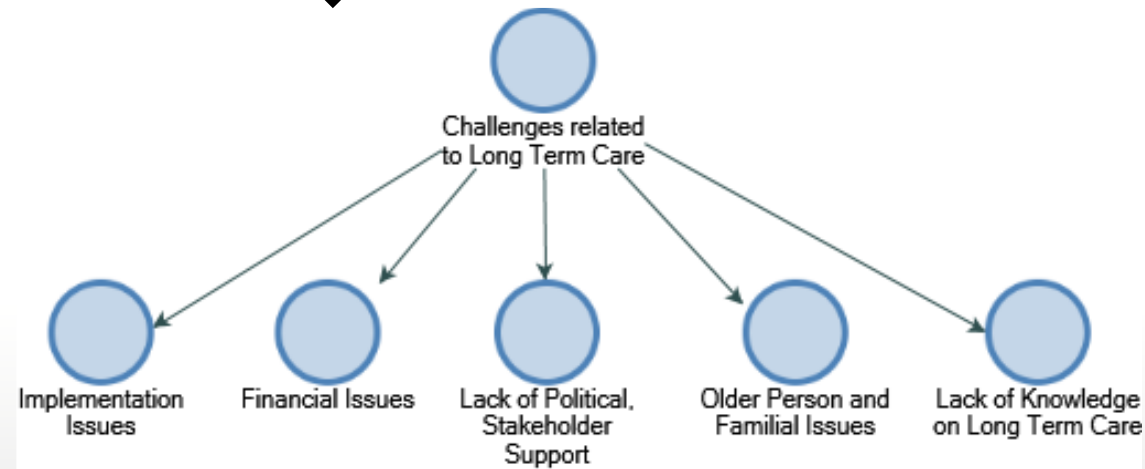 Challenges related
to Long Term Care
Implementation
Issues
Financial Issues
Lack of Political,
Stakeholder
Support
Older Person and
Familial Issues
Lack of Knowledge
on Long Term Care